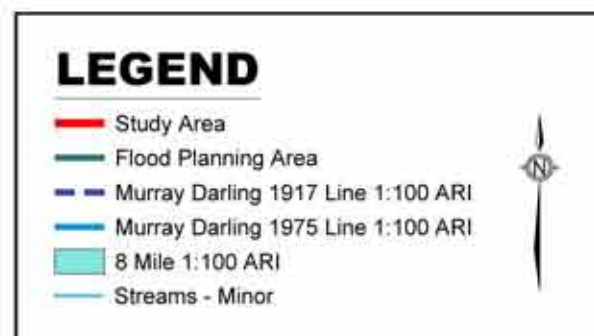 LEGEND
Study Area
Flood Planning Area
Murray Darling 1917 Line 1:100 ARI
Murray Darling 1975 Line 1:100 ARI
8 Mile 1:100 ARI
Streams - Minor
N